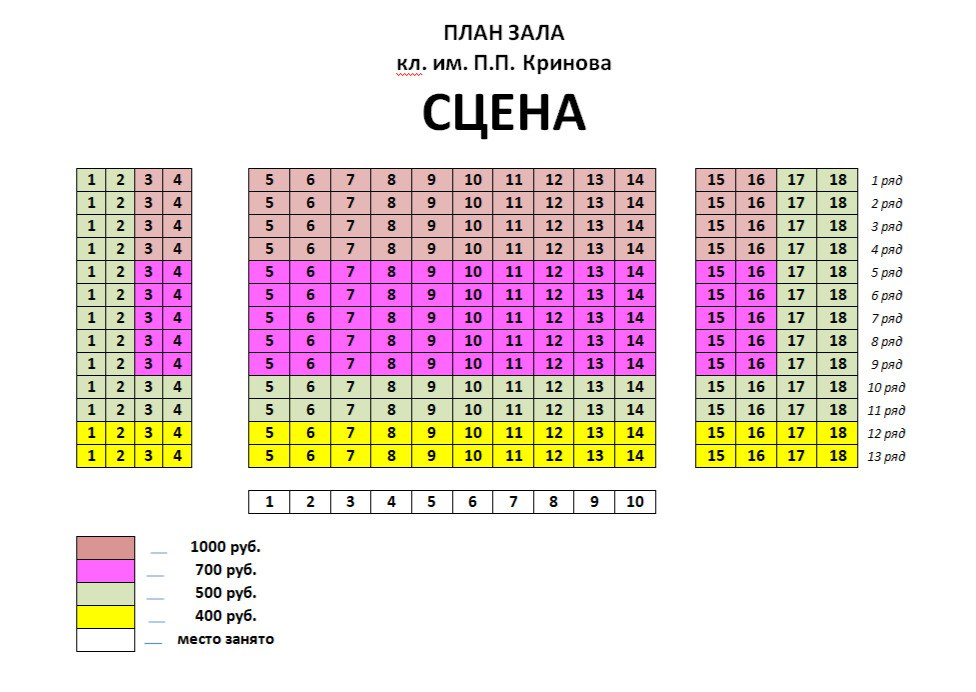 ПЛАН ЗАЛА
кл. им. П.П. Кринова
СЦЕНА
1 2 3 4 5 6 7 8 9 10 11 12 13 14 15 16 17 18 1 ряд
1 2 3 4 5 6 7 8 9 10 11 12 13 14 15 16 17 18 2 ряд
1 2 3 4 5 6 7 8 9 10 11 12 13 14 15 16 17 18 3 ряд
1 2 3 4 5 6 7 8 9 10 11 12 13 14 15 16 17 18 4 ряд
1 2 3 4 5 6 7 8 9 10 11 12 13 14 15 16 17 18 5 ряд
1 2 3 4 5 6 7 8 9 10 11 12 13 14 15 16 17 18 6 ряд
1 2 3 4 5 6 7 8 9 10 11 12 13 14 15 16 17 18 7 ряд
1 2 3 4 5 6 7 8 9 10 11 12 13 14 15 16 17 18 8 ряд
1 2 3 4 5 6 7 8 9 10 11 12 13 14 15 16 17 18 9 ряд
1 2 3 4 5 6 7 8 9 10 11 12 13 14 15 16 17 18 10 ряд
1 2 3 4 5 6 7 8 9 10 11 12 13 14 15 16 17 18 11 ряд
1 2 3 4 5 6 7 8 9 10 11 12 13 14 15 16 17 18 12 ряд
1 2 3 4 5 6 7 8 9 10 11 12 13 14 15 16 17 18 13 ряд
1 2 3 4 5 6 7 8 9 10
1000 руб.
700 руб.
500 руб.
400 руб.
место занято